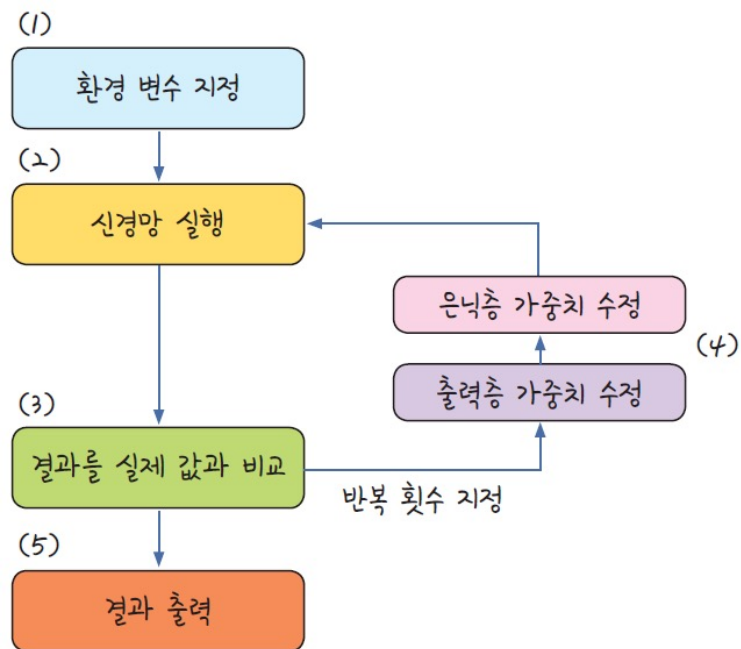 (1)
환경 변수 지정
(2)
신경망 실행
은닉층 가중치 수정
(4)
출력층 가중치 수정
(3)
결과를 실제 값과 비교
반복 횟수 지정
(5)
결과 출력